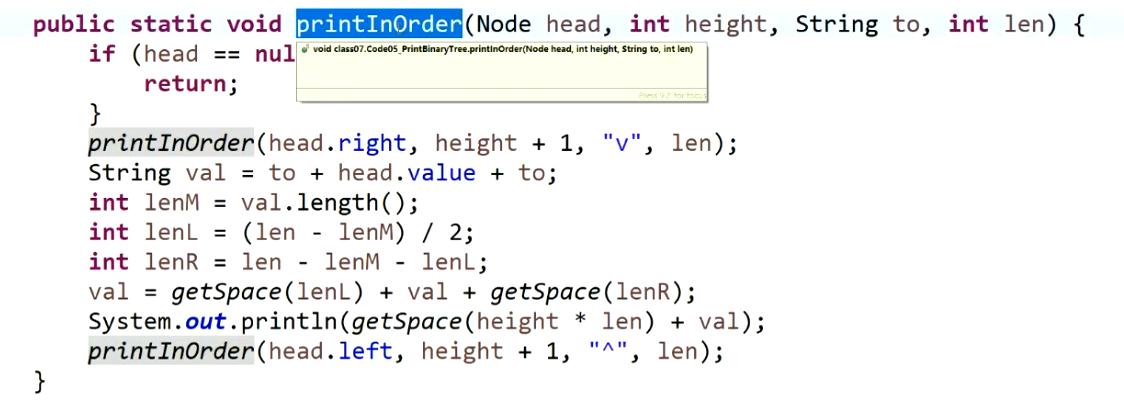 public static void printInOrder(Node head, int height, String to, int len) {
if (head == nul
void class07.Code05_PrintBinaryTree.printInOrder(Node head, int height, String to, int len)
return;
Press 'F2' for focus
}
printInOrder(head.right, height + 1, "v", len);
String val = to + head.value + to;
int lenM = val.length();
int lenL = (len - lenM) / 2;
int lenR = len - lenM - lenL;
val = getSpace(lenL) + val + getSpace(lenR);
System.out.println(getSpace(height * len) + val);
printInOrder(head.left, height + 1, "^", len);
}